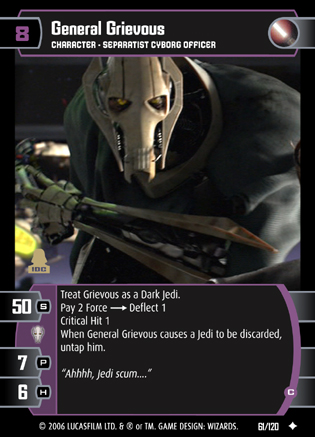 8
General Grievous
CHARACTER • SEPARATIST CYBORG OFFICER
IDC
50 S
7 P
6 H
Treat Grievous as a Dark Jedi.
Pay 2 Force → Deflect 1
Critical Hit 1
When General Grievous causes a Jedi to be discarded,
untap him.
“Ahhhh, Jedi scum....”
C
© 2006 LUCASFILM LTD. & ® or TM. GAME DESIGN: WIZARDS. 61/120